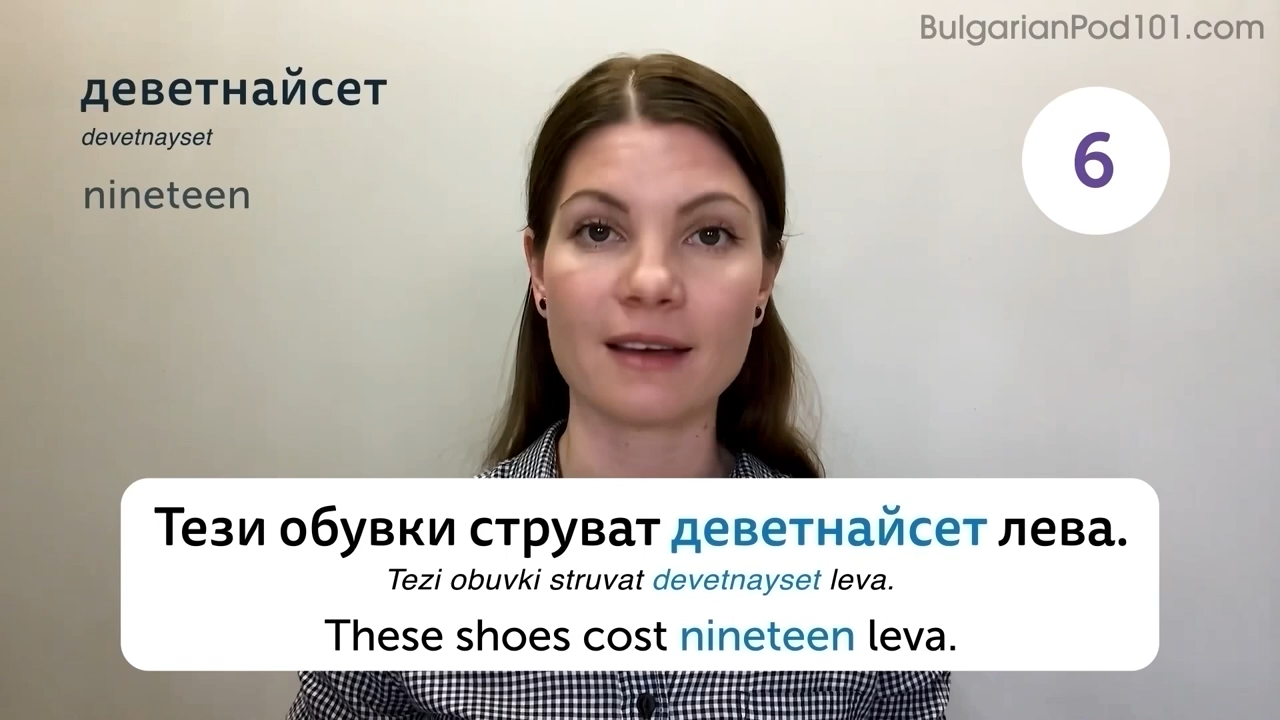 BulgarianPod101.com
деветнайсет
devetnayset
nineteen
6
Тези обувки струват деветнайсет лева.
Tezi obuvki struvat devetnayset leva.
These shoes cost nineteen leva.